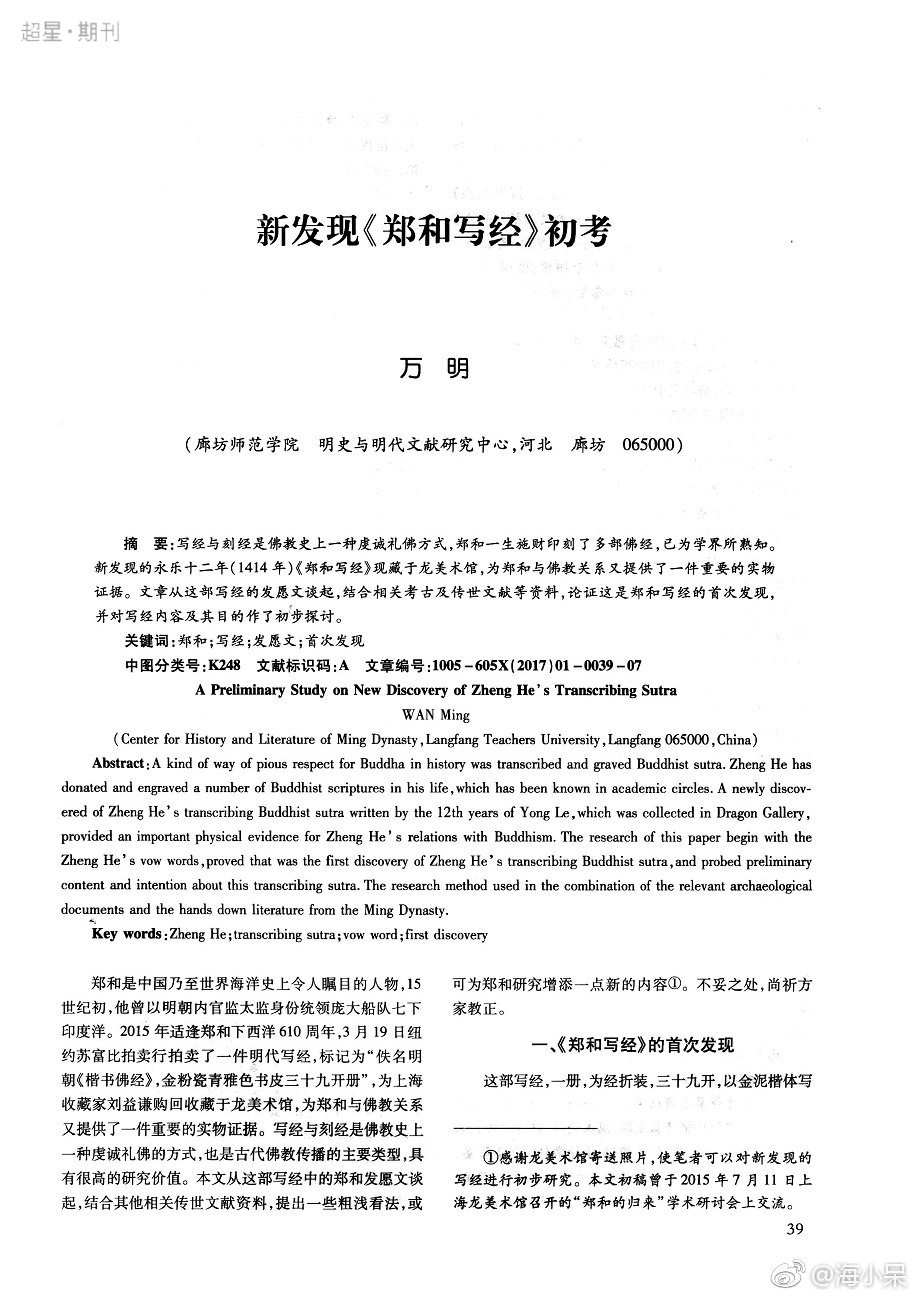 超星·期刊
新发现《郑和写经》初考
万 明
(廊坊师范学院 明史与明代文献研究中心,河北 廊坊 065000)
摘 要:写经与刻经是佛教史上一种虔诚礼佛方式,郑和一生施财印刻了多部佛经,已为学界所熟知。
新发现的永乐十二年(1414 年)《郑和写经》现藏于龙美术馆,为郑和与佛教关系又提供了一件重要的实物
证据。文章从这部写经的发愿文谈起,结合相关考古及传世文献等资料,论证这是郑和写经的首次发现,
并对写经内容及其目的作了初步探讨。
关键词:郑和;写经;发愿文;首次发现
中图分类号:K248 文献标识码:A 文章编号:1005-605X(2017)01-0039-07
A Preliminary Study on New Discovery of Zheng He's Transcribing Sutra
WAN Ming
(Center for History and Literature of Ming Dynasty,Langfang Teachers University,Langfang 065000,China)
Abstract:A kind of way of pious respect for Buddha in history was transcribed and graved Buddhist sutra. Zheng He has
donated and engraved a number of Buddhist scriptures in his life,which has been known in academic circles. A newly discov-
ered of Zheng He's transcribing Buddhist sutra written by the 12th years of Yong Le,which was collected in Dragon Gallery,
provided an important physical evidence for Zheng He's relations with Buddhism. The research of this paper begin with the
Zheng He's vow words,proved that was the first discovery of Zheng He's transcribing Buddhist sutra,and probed preliminary
content and intention about this transcribing sutra. The research method used in the combination of the relevant archaeological
documents and the hands down literature from the Ming Dynasty.
Key words:Zheng He;transcribing sutra;vow word;first discovery
郑和是中国乃至世界海洋史上令人瞩目的人物,15
世纪初,他曾以明朝内官监太监身份统领庞大船队七下
印度洋。2015 年适逢郑和下西洋 610 周年,3 月 19 日纽
约苏富比拍卖行拍卖了一件明代写经,标记为“佚名明
朝《楷书佛经》,金粉瓷青雅色书皮三十九开册”,为上海
收藏家刘益谦购回收藏于龙美术馆,为郑和与佛教关系
又提供了一件重要的实物证据。写经与刻经是佛教史上
一种虔诚礼佛的方式,也是古代佛教传播的主要类型,具
有很高的研究价值。本文从这部写经中的郑和发愿文谈
起,结合其他相关传世文献资料,提出一些粗浅看法,或
可为郑和研究增添一点新的内容①。不妥之处,尚祈方
家教正。
一、《郑和写经》的首次发现
这部写经,一册,为经折装,三十九开,以金泥楷体写
①感谢龙美术馆寄送照片,使笔者可以对新发现的
写经进行初步研究。本文初稿曾于 2015 年 7 月 11 日上
海龙美术馆召开的“郑和的归来”学术研讨会上交流。
39
@海小呆